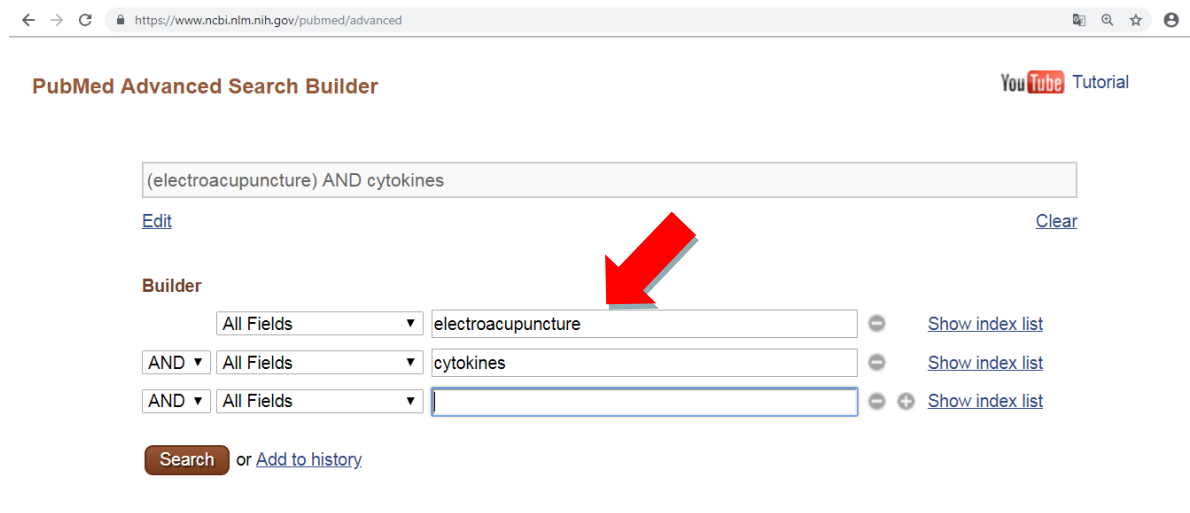 https://www.ncbi.nlm.nih.gov/pubmed/advanced
PubMed Advanced Search Builder
YouTube Tutorial
(electroacupuncture) AND cytokines
Edit Clear
Builder
All Fields electroacupuncture Show index list
AND All Fields cytokines Show index list
AND All Fields Show index list
Search or Add to history